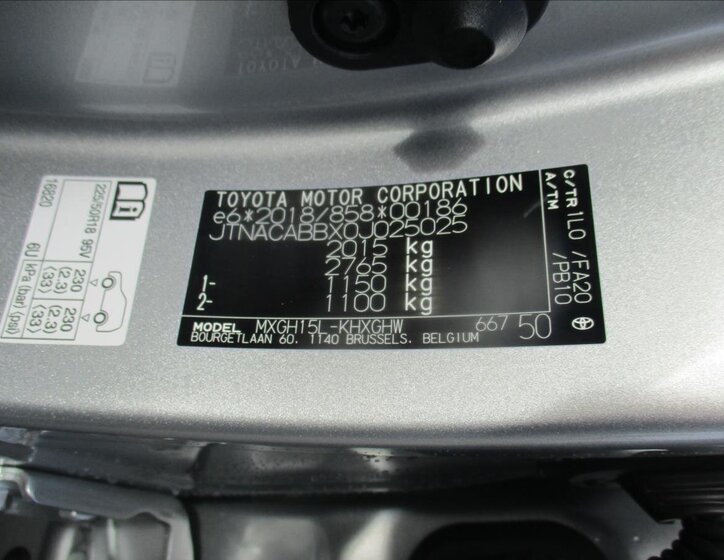 TOYOTA MOTOR CORPORATION
e6*2018/858*00186
JTNACABBX0J025025
2015 kg
2765 kg
1- 1150 kg
2- 1100 kg
MODEL MXGH15L-KHXGHW 667 50
BOURGETLAAN 60. 1140 BRUSSELS. BELGIUM
C/TR 1L0 /FA20
A/TM /PB10
i
225/50R18 95V
230 230
(2.3) (2.3)
(33) (33)
6U kPa (bar) (psi)
16820